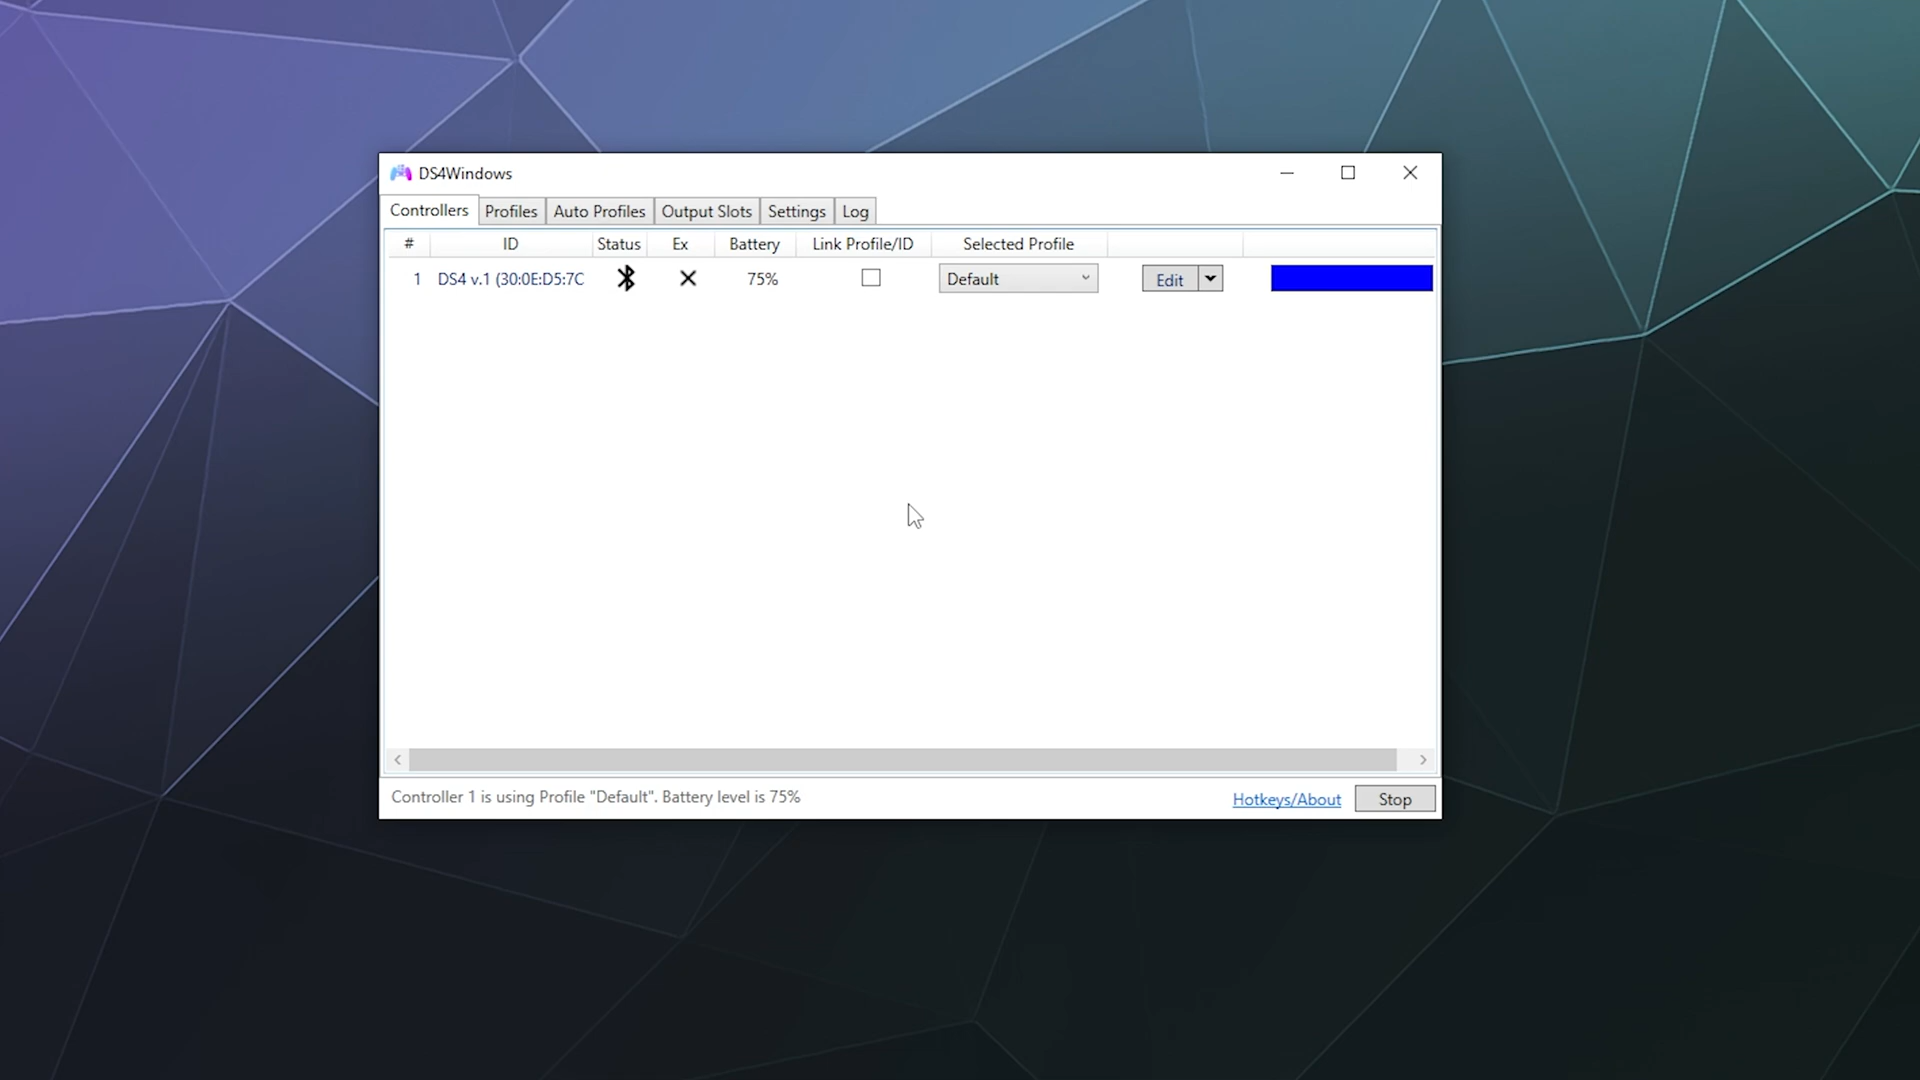 DS4Windows
Controllers Profiles Auto Profiles Output Slots Settings Log
# ID Status Ex Battery Link Profile/ID Selected Profile
1 DS4 v.1 (30:0E:D5:7C 75% Default Edit
Controller 1 is using Profile "Default". Battery level is 75% Hotkeys/About Stop